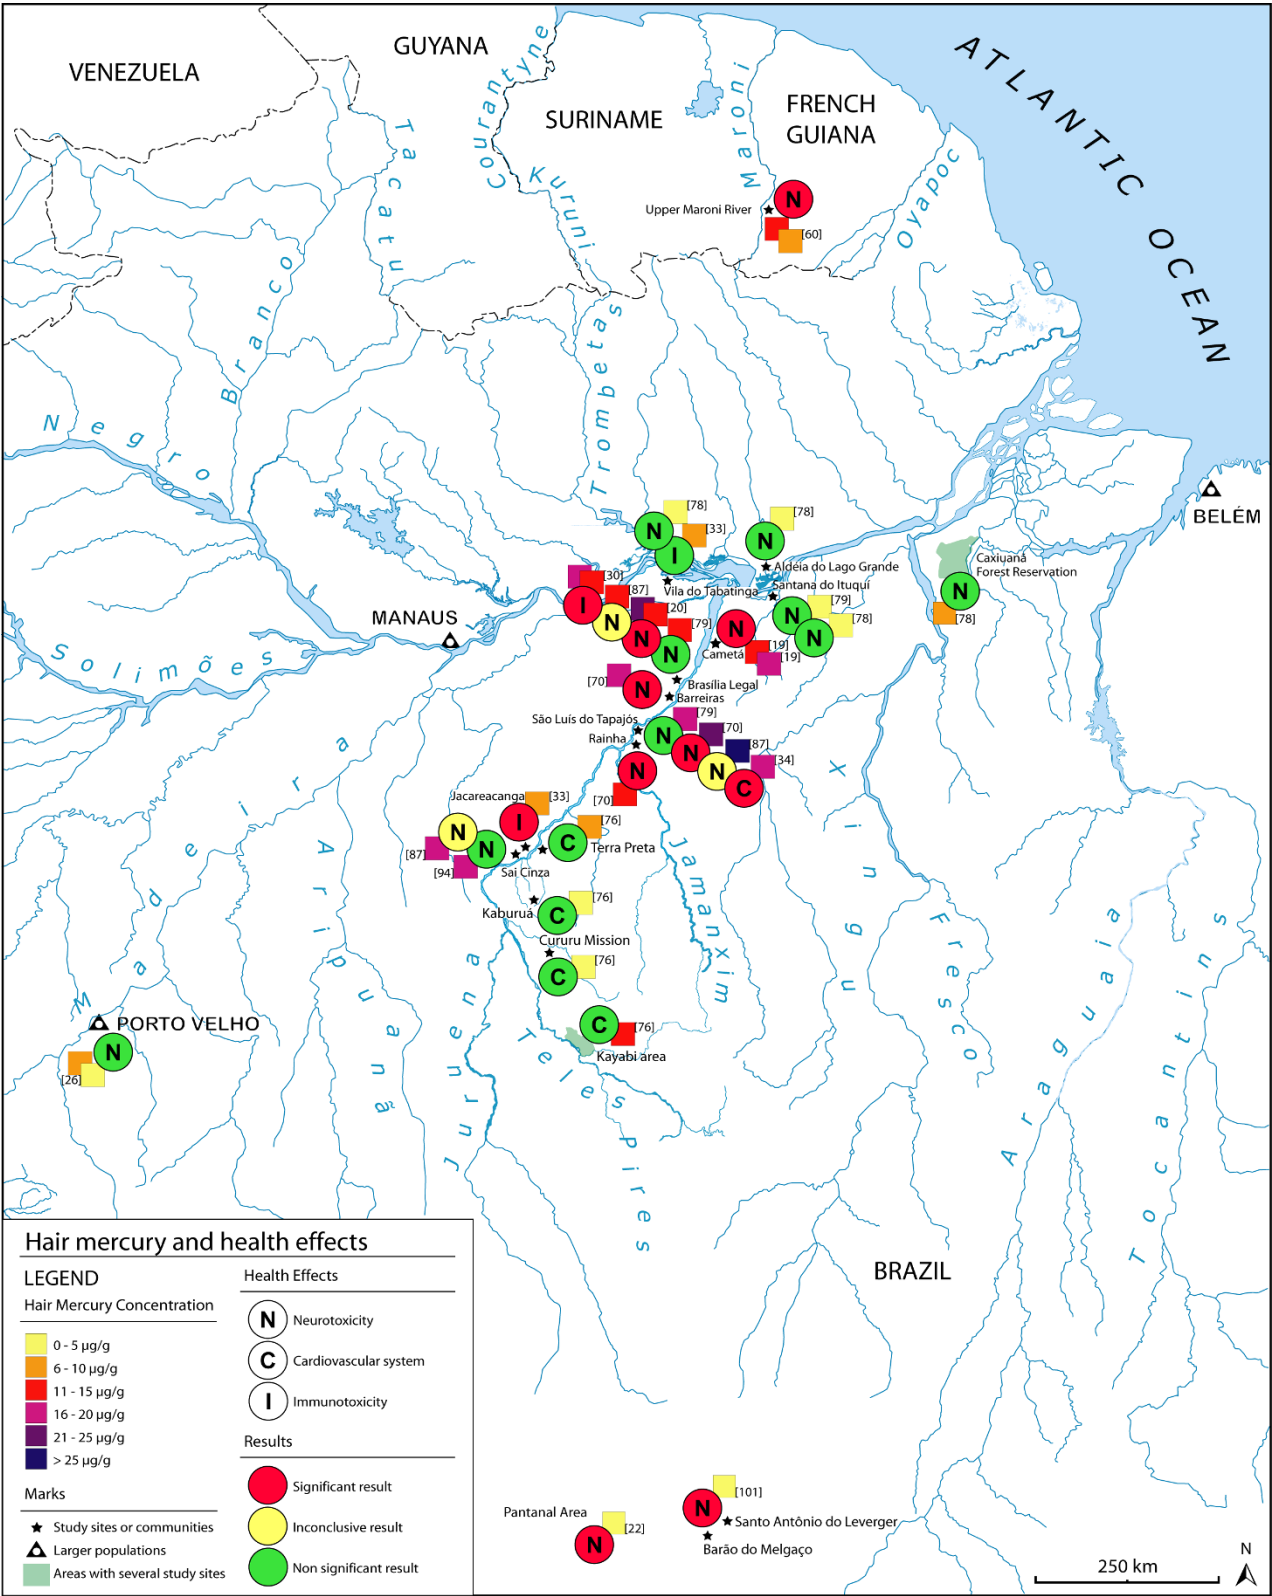 VENEZUELA
GUYANA
SURINAME
FRENCH
GUIANA
ATLANTIC OCEAN
Courantyne
Kuruni
Maroni
Oyapoc
Tacatu
Branco
Negro
Trombetas
Upper Maroni River
N
[60]
BELÉM
MANAUS
Solimões
N
[78]
[33]
I
N
[78]
Aldéia do Lago Grande
Caxiuanã
Forest Reservation
N
[78]
Vila do Tabatinga
Santana do Ituquí
[30]
I
[87]
N
[20]
N
[79]
N
N
Cametá
[19]
[19]
[79]
N
[78]
N
[70]
N
Brasília Legal
Barreiras
São Luís do Tapajós
Rainha
[79]
N
[70]
N
[87]
N
[34]
C
N
[70]
Jacareacanga
[33]
I
N
[87]
N
[94]
[76]
C
Terra Preta
Sai Cinza
Kaburuá
[76]
C
Cururu Mission
[76]
C
C
[76]
Kayabi area
Madeira
Aripuanã
Juruena
Teles pires
Jamanxim
Xingu
Fresco
Araguaia
Tocantins
PORTO VELHO
N
[26]
BRAZIL
Pantanal Area
[22]
N
[101]
N
Santo Antônio do Leverger
Barão do Melgaço
250 km
N
Hair mercury and health effects
LEGEND
Hair Mercury Concentration
0 - 5 µg/g
6 - 10 µg/g
11 - 15 µg/g
16 - 20 µg/g
21 - 25 µg/g
> 25 µg/g
Marks
Study sites or communities
Larger populations
Areas with several study sites
Health Effects
N Neurotoxicity
C Cardiovascular system
I Immunotoxicity
Results
Significant result
Inconclusive result
Non significant result